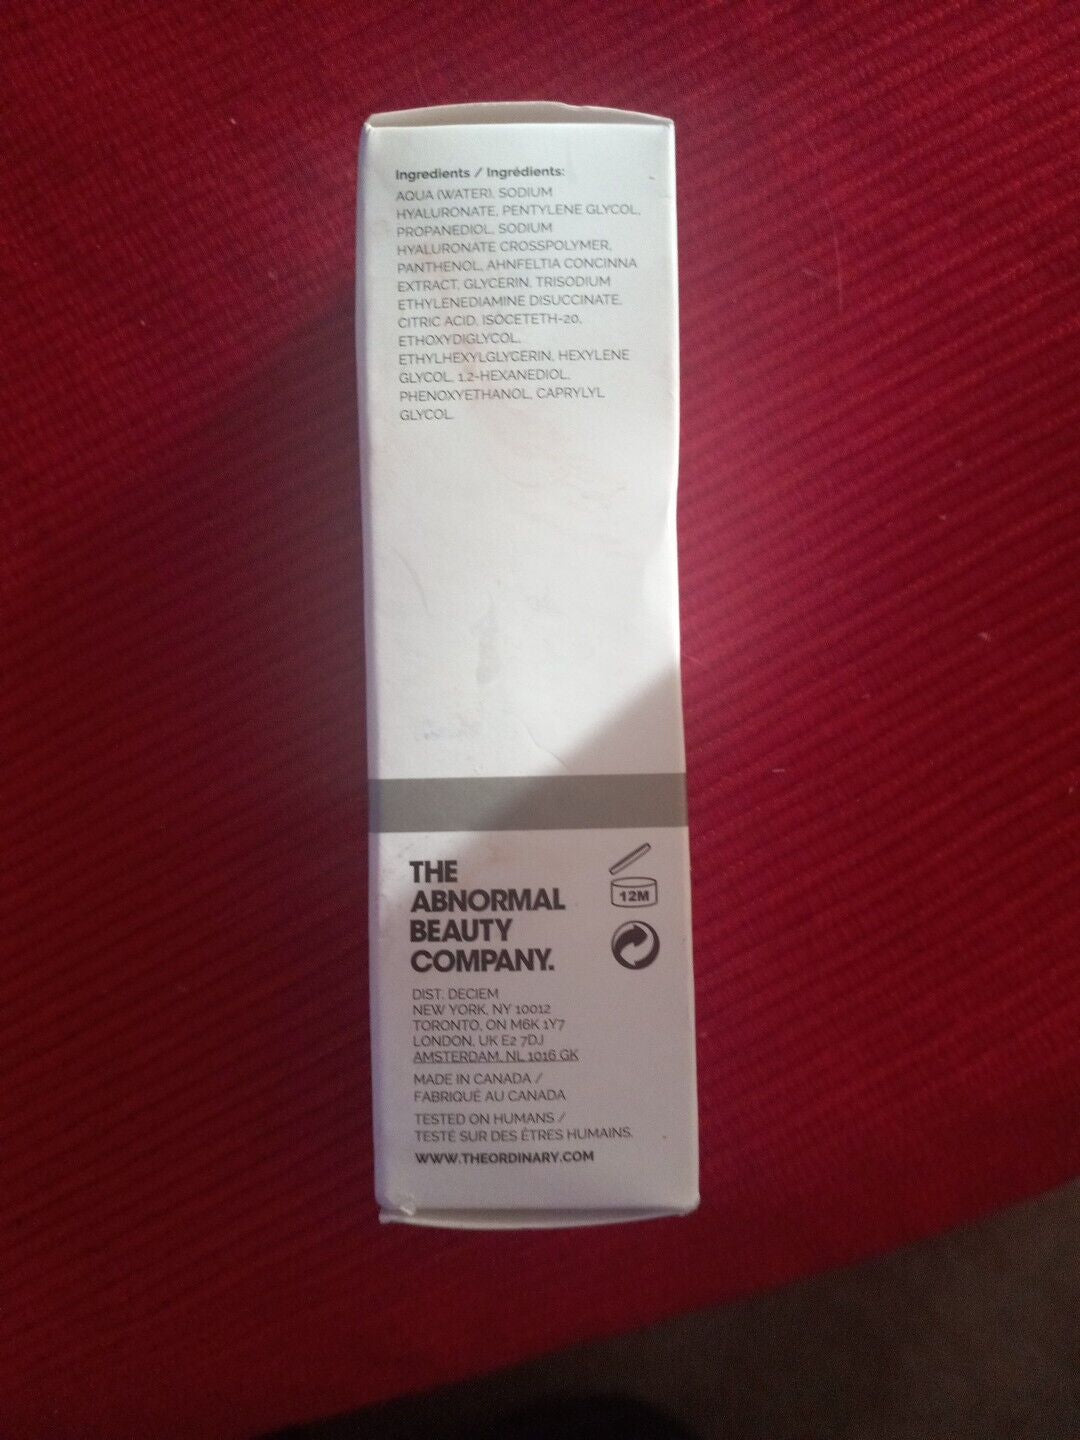 Ingredients / Ingrédients:
AQUA (WATER), SODIUM
HYALURONATE, PENTYLENE GLYCOL,
PROPANEDIOL, SODIUM
HYALURONATE CROSSPOLYMER,
PANTHENOL, AHNFELTIA CONCINNA
EXTRACT, GLYCERIN, TRISODIUM
ETHYLENEDIAMINE DISUCCINATE,
CITRIC ACID, ISOCETETH-20,
ETHOXYDIGLYCOL,
ETHYLHEXYLGLYCERIN, HEXYLENE
GLYCOL, 1,2-HEXANEDIOL,
PHENOXYETHANOL, CAPRYLYL
GLYCOL.
THE
ABNORMAL
BEAUTY
COMPANY.
12M
DIST. DECIEM
NEW YORK, NY 10012
TORONTO, ON M6K 1Y7
LONDON, UK E2 7DJ
AMSTERDAM, NL 1016 GK
MADE IN CANADA /
FABRIQUÉ AU CANADA
TESTED ON HUMANS /
TESTÉ SUR DES ÊTRES HUMAINS.
WWW.THEORDINARY.COM